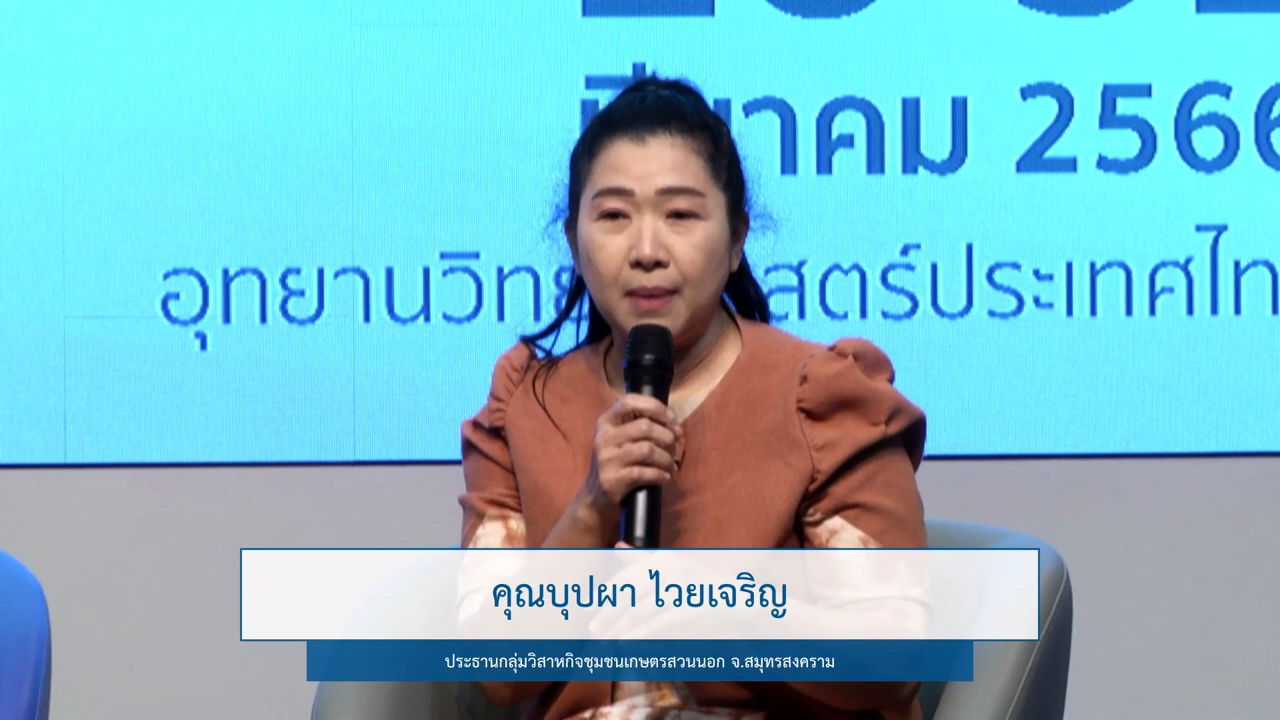 าคม 2566
อุทยานวิทย สตร์ประเทศไท
คุณบุปผา ไวยเจริญ
ประธานกลุ่มวิสาหกิจชุมชนเกษตรสวนนอก จ.สมุทรสงคราม